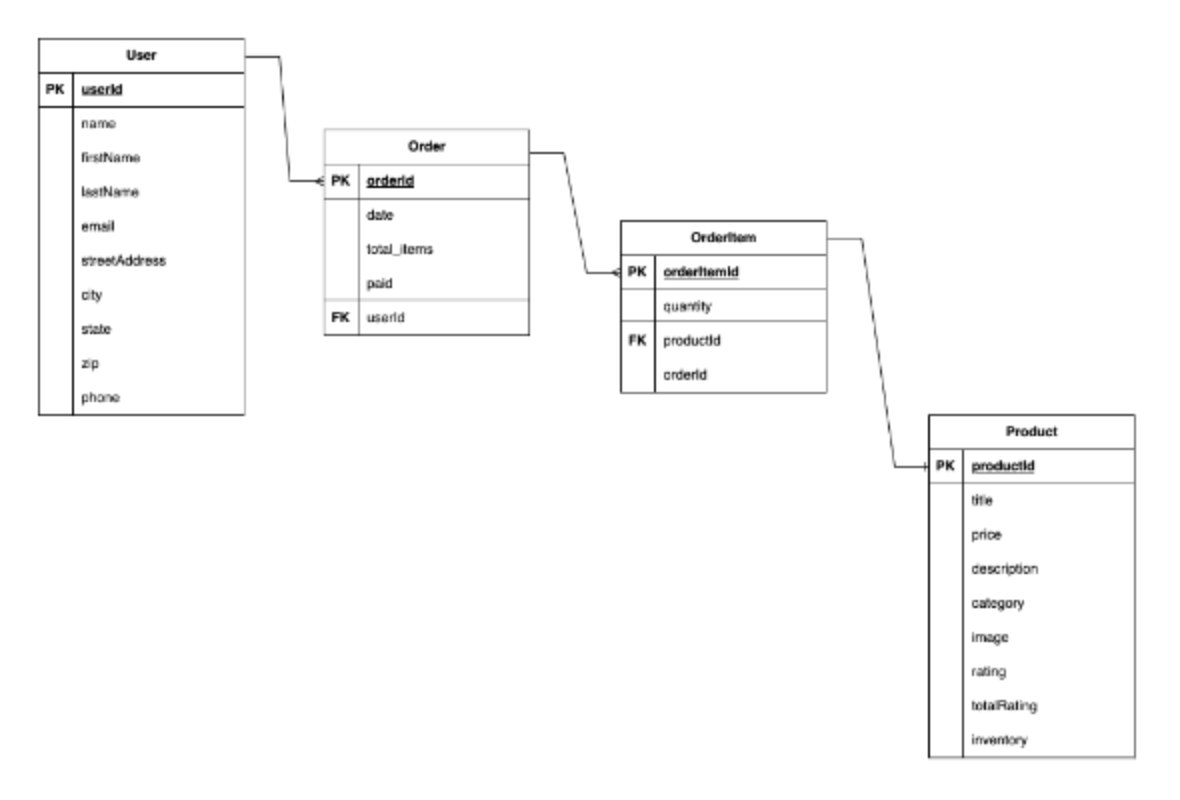 User
PK userId
name
firstName
lastName
email
streetAddress
city
state
zip
phone
Order
PK orderId
date
total_items
paid
FK userId
OrderItem
PK orderItemId
quantity
FK productId
orderId
Product
PK productId
title
price
description
category
image
rating
totalRating
inventory